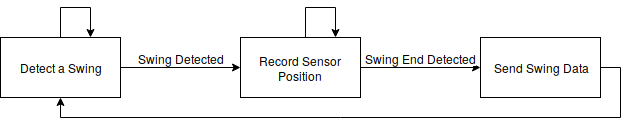 Detect a Swing
Swing Detected
Record Sensor
Position
Swing End Detected
Send Swing Data